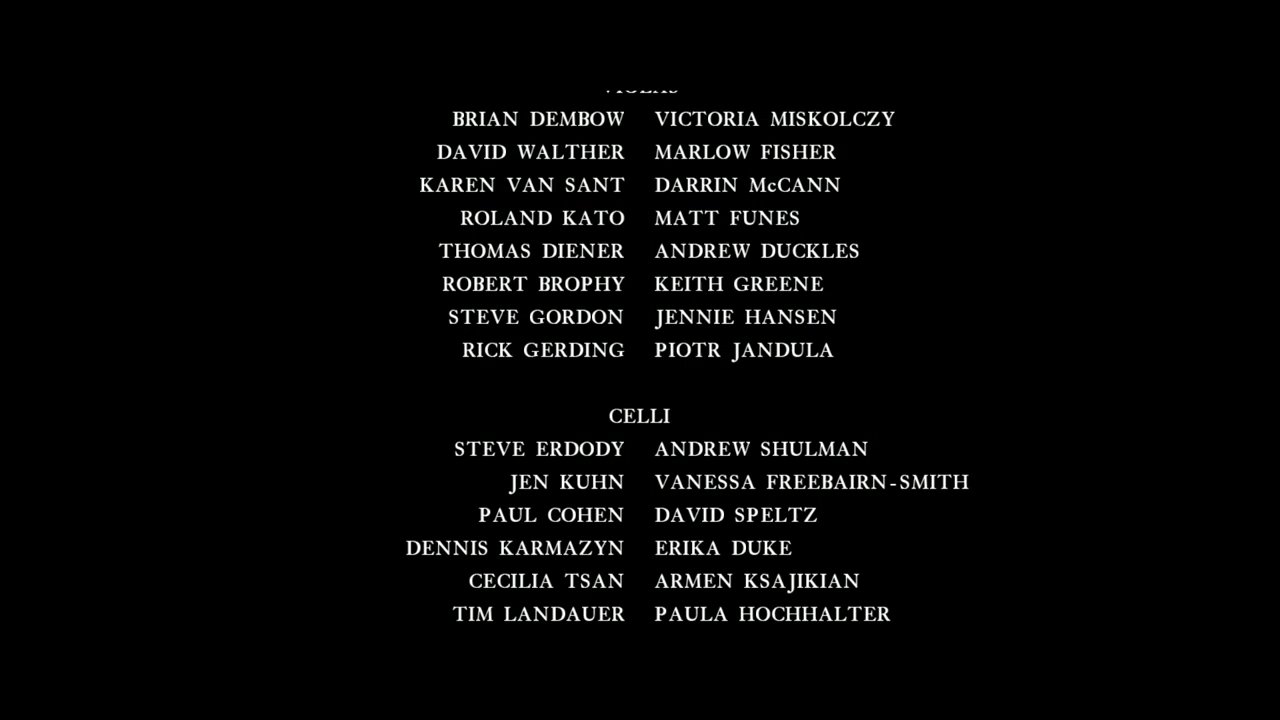 VIOLAS
BRIAN DEMBOW VICTORIA MISKOLCZY
DAVID WALTHER MARLOW FISHER
KAREN VAN SANT DARRIN McCANN
ROLAND KATO MATT FUNES
THOMAS DIENER ANDREW DUCKLES
ROBERT BROPHY KEITH GREENE
STEVE GORDON JENNIE HANSEN
RICK GERDING PIOTR JANDULA
CELLI
STEVE ERDODY ANDREW SHULMAN
JEN KUHN VANESSA FREEBAIRN-SMITH
PAUL COHEN DAVID SPELTZ
DENNIS KARMAZYN ERIKA DUKE
CECILIA TSAN ARMEN KSAJIKIAN
TIM LANDAUER PAULA HOCHHALTER